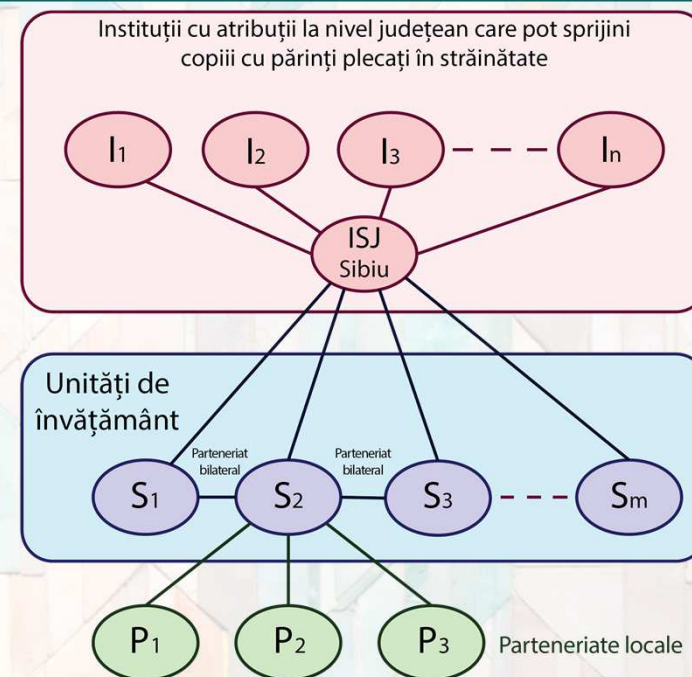 Instituții cu atribuții la nivel județean care pot sprijini
copiii cu părinți plecați în străinătate
I1
I2
I3
In
ISJ
Sibiu
Unități de
învățământ
Parteneriat
bilateral
Parteneriat
bilateral
S1
S2
S3
Sm
P1
P2
P3
Parteneriate locale